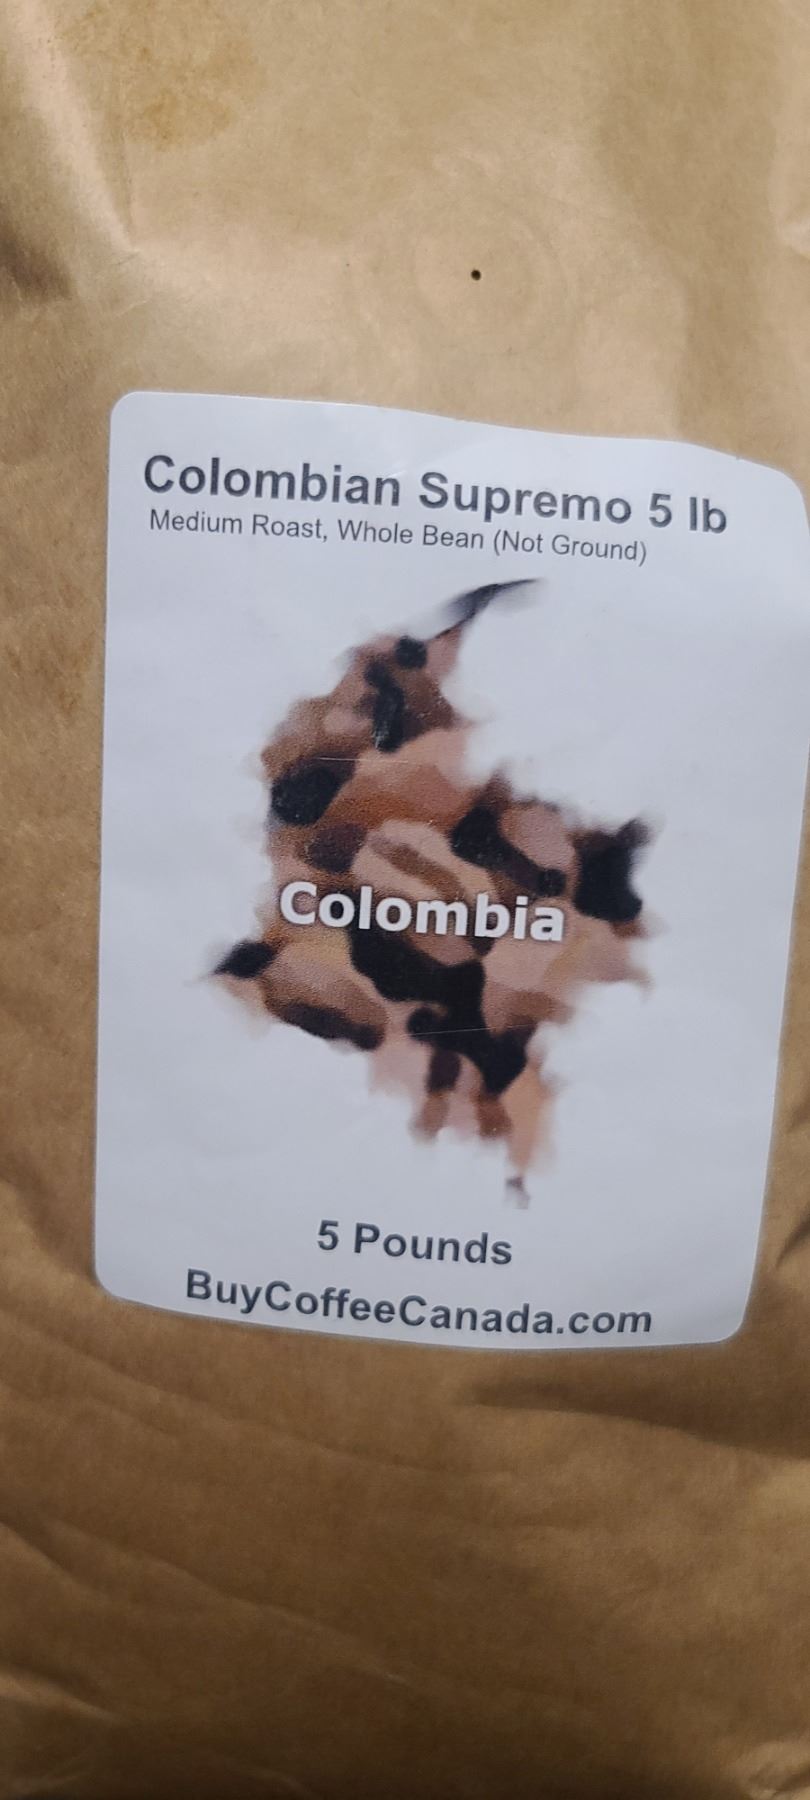 Colombian Supremo 5 lb
Medium Roast, Whole Bean (Not Ground)
Colombia
5 Pounds
BuyCoffeeCanada.com